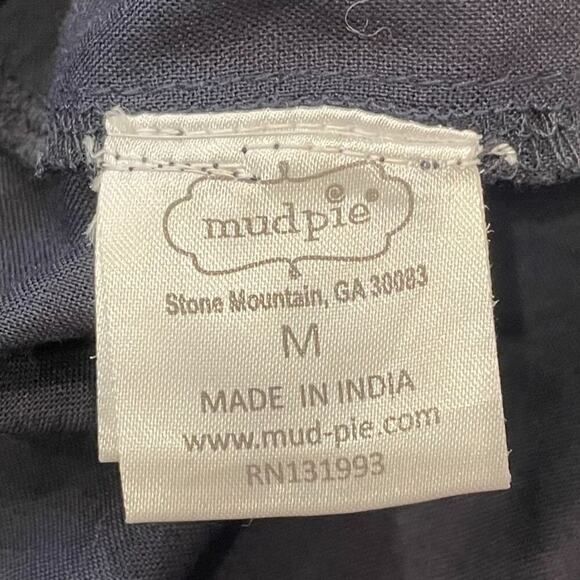 mudpie
Stone Mountain, GA 30083
M
MADE IN INDIA
www.mud-pie.com
RN131993